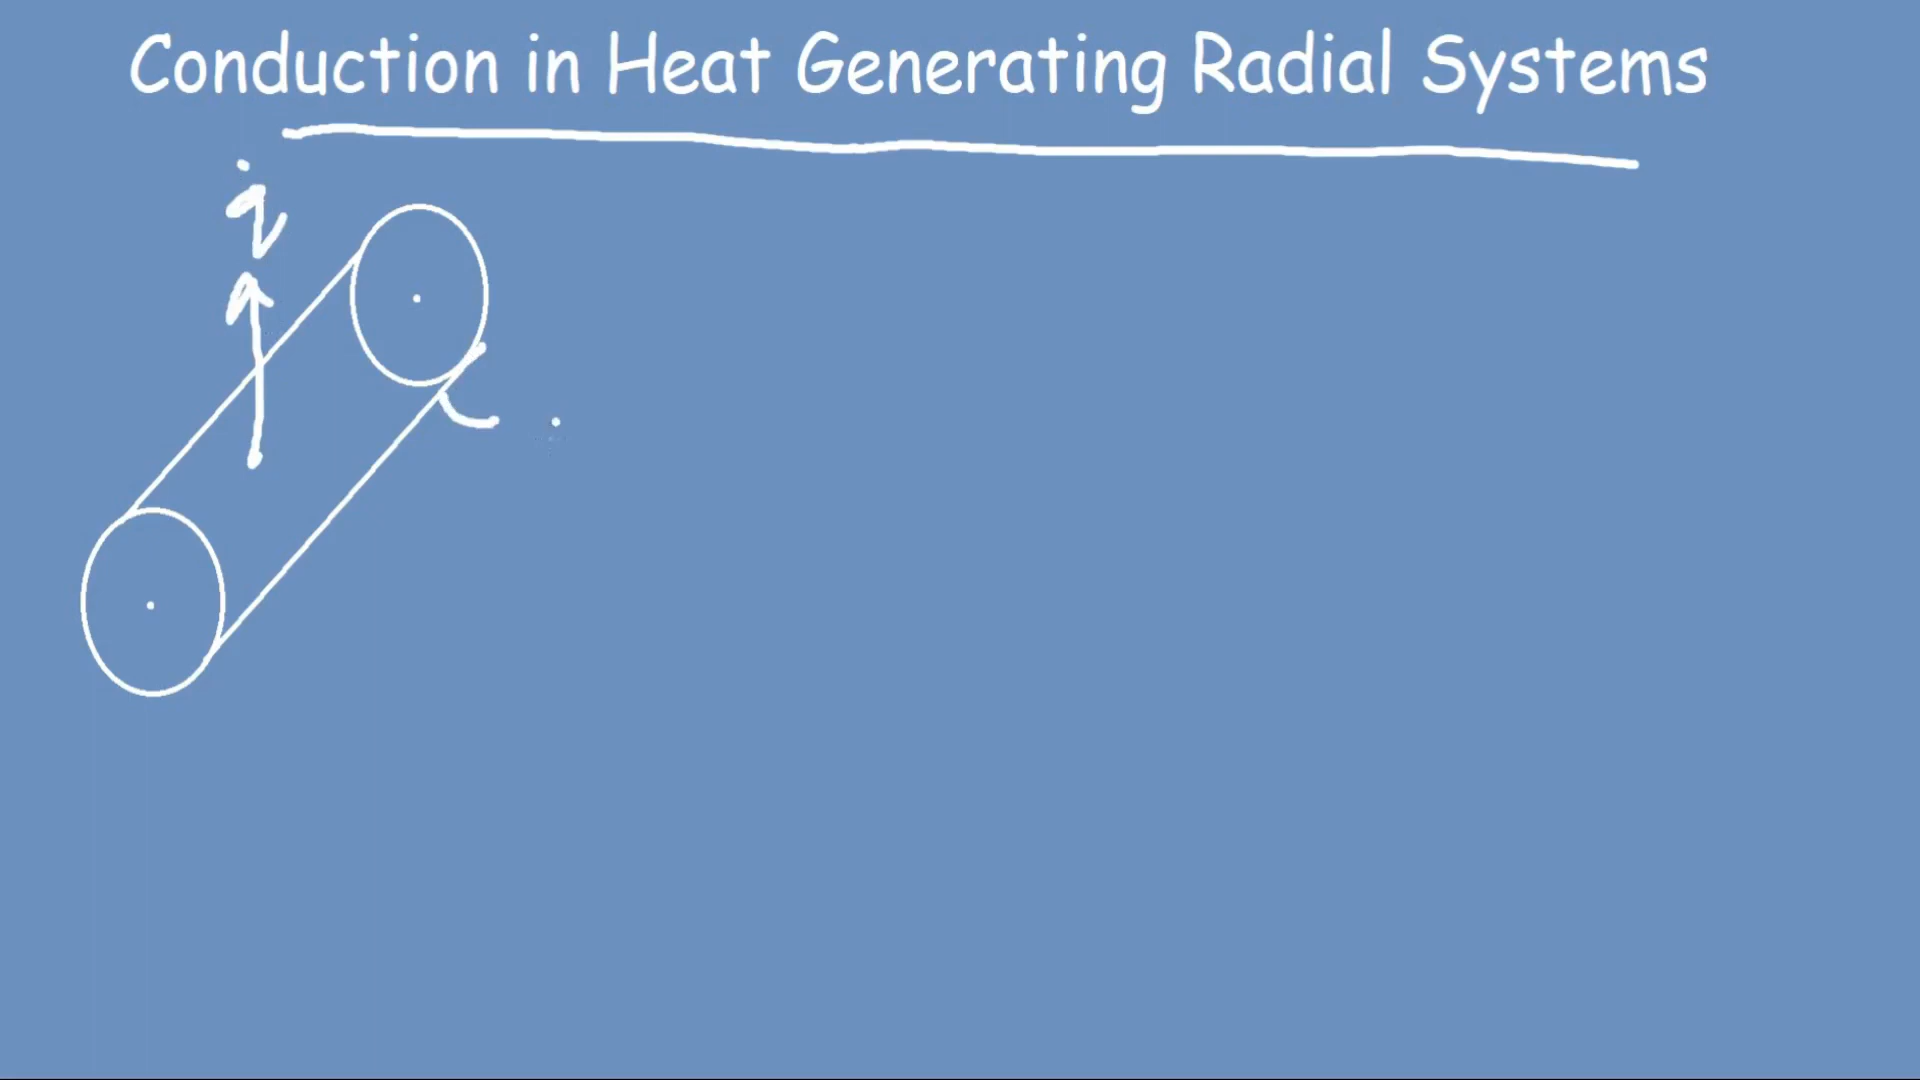 Conduction in Heat Generating Radial Systems
q̇